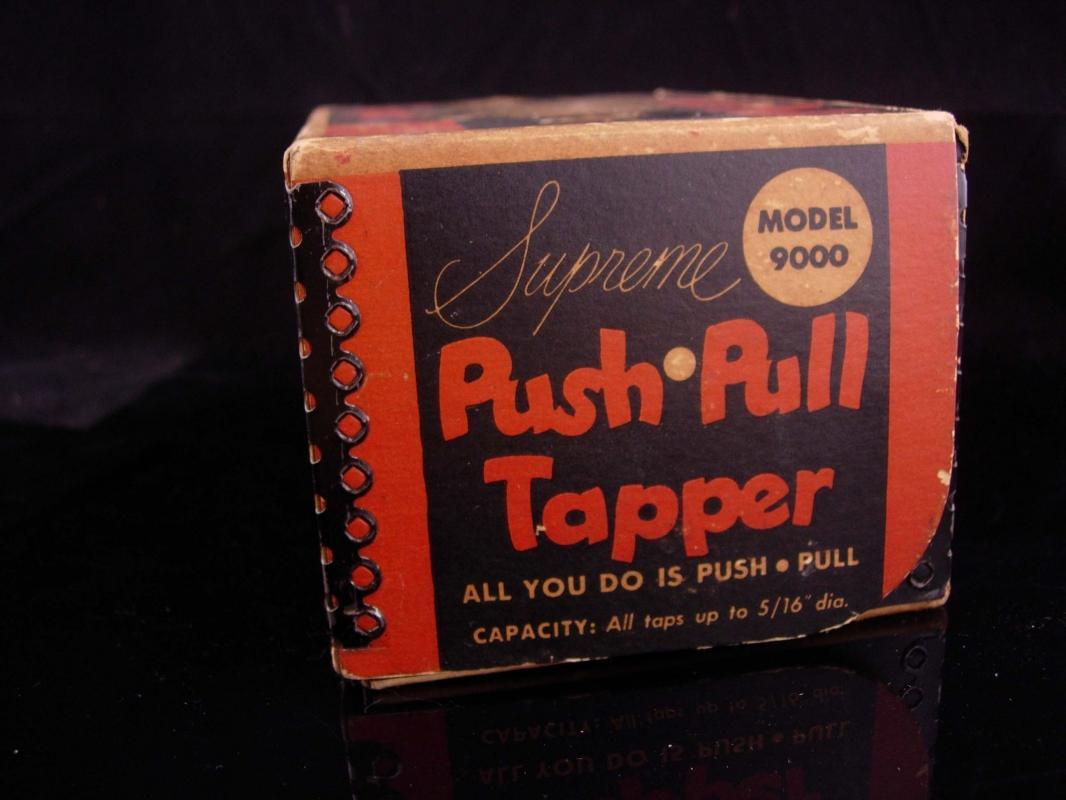 Supreme
MODEL
9000
Push•Pull
Tapper
ALL YOU DO IS PUSH • PULL
CAPACITY: All taps up to 5/16" dia.